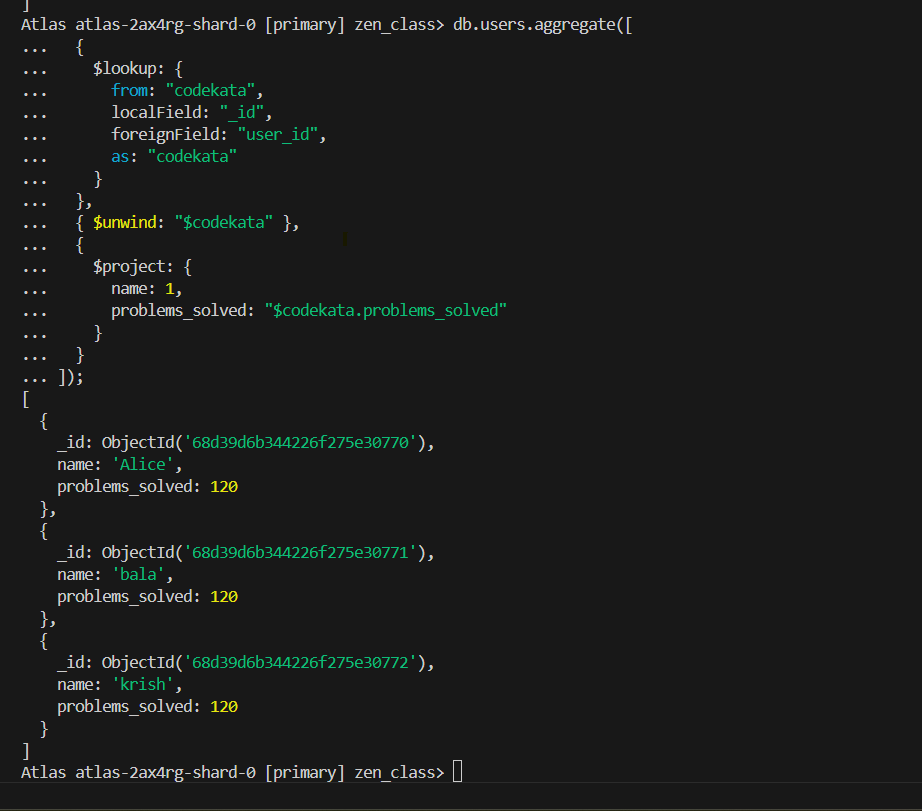 ]
Atlas atlas-2ax4rg-shard-0 [primary] zen_class> db.users.aggregate([
...   {
...     $lookup: {
...       from: "codekata",
...       localField: "_id",
...       foreignField: "user_id",
...       as: "codekata"
...     }
...   },
...   { $unwind: "$codekata" },
...   {
...     $project: {
...       name: 1,
...       problems_solved: "$codekata.problems_solved"
...     }
...   }
... ]);
[
  {
    _id: ObjectId('68d39d6b344226f275e30770'),
    name: 'Alice',
    problems_solved: 120
  },
  {
    _id: ObjectId('68d39d6b344226f275e30771'),
    name: 'bala',
    problems_solved: 120
  },
  {
    _id: ObjectId('68d39d6b344226f275e30772'),
    name: 'krish',
    problems_solved: 120
  }
]
Atlas atlas-2ax4rg-shard-0 [primary] zen_class>